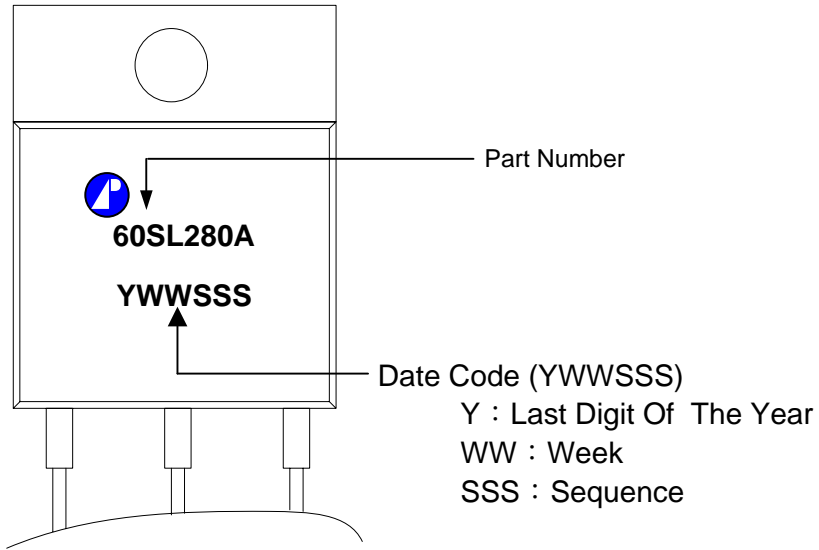 Part Number
60SL280A
YWWSSS
Date Code (YWWSSS)
Y：Last Digit Of The Year
WW：Week
SSS：Sequence